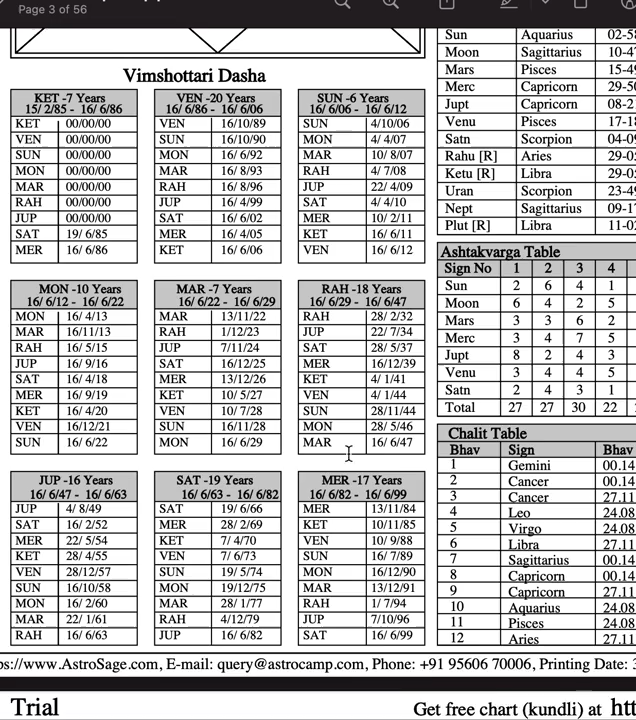 Page 3 of 56
Vimshottari Dasha
KET -7 Years
15/ 2/85 - 16/ 6/86
KET 00/00/00
VEN 00/00/00
SUN 00/00/00
MON 00/00/00
MAR 00/00/00
RAH 00/00/00
JUP 00/00/00
SAT 19/ 6/85
MER 16/ 6/86
VEN -20 Years
16/ 6/86 - 16/ 6/06
VEN 16/10/89
SUN 16/10/90
MON 16/ 6/92
MAR 16/ 8/93
RAH 16/ 8/96
JUP 16/ 4/99
SAT 16/ 6/02
MER 16/ 4/05
KET 16/ 6/06
SUN -6 Years
16/ 6/06 - 16/ 6/12
SUN 4/10/06
MON 4/ 4/07
MAR 10/ 8/07
RAH 4/ 7/08
JUP 22/ 4/09
SAT 4/ 4/10
MER 10/ 2/11
KET 16/ 6/11
VEN 16/ 6/12
MON -10 Years
16/ 6/12 - 16/ 6/22
MON 16/ 4/13
MAR 16/11/13
RAH 16/ 5/15
JUP 16/ 9/16
SAT 16/ 4/18
MER 16/ 9/19
KET 16/ 4/20
VEN 16/12/21
SUN 16/ 6/22
MAR -7 Years
16/ 6/22 - 16/ 6/29
MAR 13/11/22
RAH 1/12/23
JUP 7/11/24
SAT 16/12/25
MER 13/12/26
KET 10/ 5/27
VEN 10/ 7/28
SUN 16/11/28
MON 16/ 6/29
RAH -18 Years
16/ 6/29 - 16/ 6/47
RAH 28/ 2/32
JUP 22/ 7/34
SAT 28/ 5/37
MER 16/12/39
KET 4/ 1/41
VEN 4/ 1/44
SUN 28/11/44
MON 28/ 5/46
MAR 16/ 6/47
JUP -16 Years
16/ 6/47 - 16/ 6/63
JUP 4/ 8/49
SAT 16/ 2/52
MER 22/ 5/54
KET 28/ 4/55
VEN 28/12/57
SUN 16/10/58
MON 16/ 2/60
MAR 22/ 1/61
RAH 16/ 6/63
SAT -19 Years
16/ 6/63 - 16/ 6/82
SAT 19/ 6/66
MER 28/ 2/69
KET 7/ 4/70
VEN 7/ 6/73
SUN 19/ 5/74
MON 19/12/75
MAR 28/ 1/77
RAH 4/12/79
JUP 16/ 6/82
MER -17 Years
16/ 6/82 - 16/ 6/99
MER 13/11/84
KET 10/11/85
VEN 10/ 9/88
SUN 16/ 7/89
MON 16/12/90
MAR 13/12/91
RAH 1/ 7/94
JUP 7/10/96
SAT 16/ 6/99
Sun Aquarius
Moon Sagittarius
Mars Pisces
Merc Capricorn
Jupt Capricorn
Venu Pisces
Satn Scorpion
Rahu [R] Aries
Ketu [R] Libra
Uran Scorpion
Nept Sagittarius
Plut [R] Libra
Ashtakvarga Table
Sign No 1 2 3 4
Sun 2 6 4 1
Moon 6 4 2 5
Mars 3 3 6 2
Merc 3 4 7 5
Jupt 8 2 4 3
Venu 3 4 4 5
Satn 2 4 3 1
Total 27 27 30 22
Chalit Table
Bhav Sign Bhav
1 Gemini 00.14
2 Cancer 00.14
3 Cancer 27.11
4 Leo 24.08
5 Virgo 24.08
6 Libra 27.11
7 Sagittarius 00.14
8 Capricorn 00.14
9 Capricorn 27.11
10 Aquarius 24.08
11 Pisces 24.08
12 Aries 27.11
ps://www.AstroSage.com, E-mail: query@astrocamp.com, Phone: +91 95606 70006, Printing Date: 3
Trial Get free chart (kundli) at htt